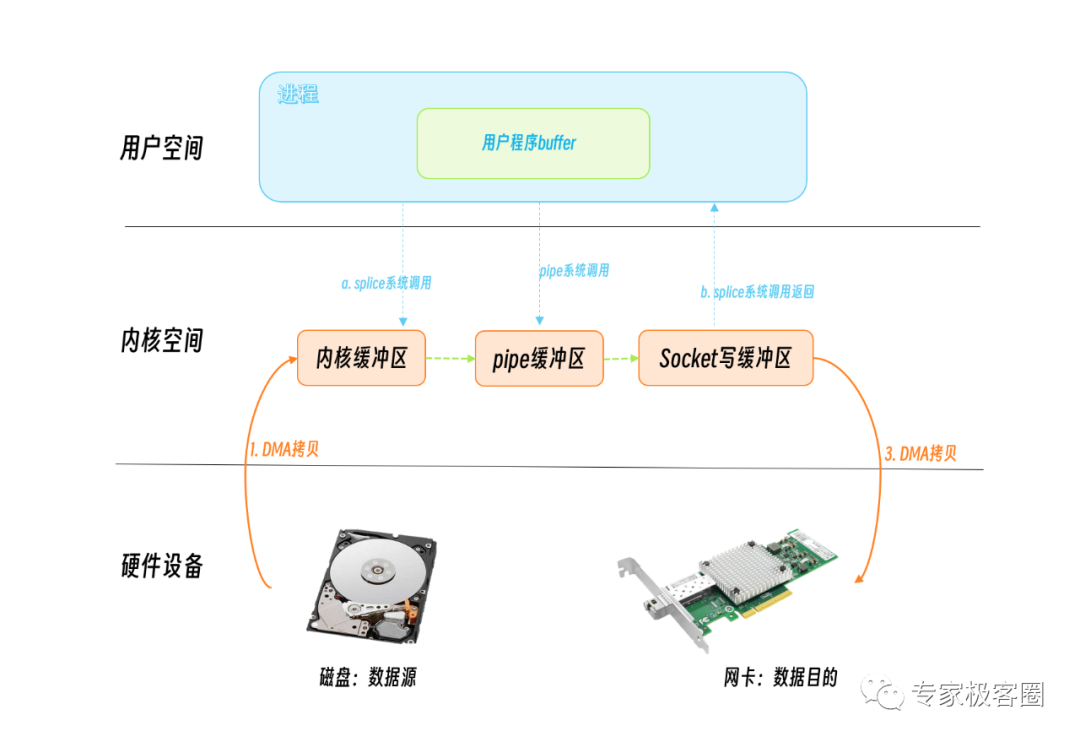 进程
用户程序buffer
用户空间
a. splice系统调用
pipe系统调用
b. splice系统调用返回
内核空间
内核缓冲区
pipe缓冲区
Socket写缓冲区
1. DMA拷贝
3. DMA拷贝
硬件设备
磁盘：数据源
网卡：数据目的
专家极客圈